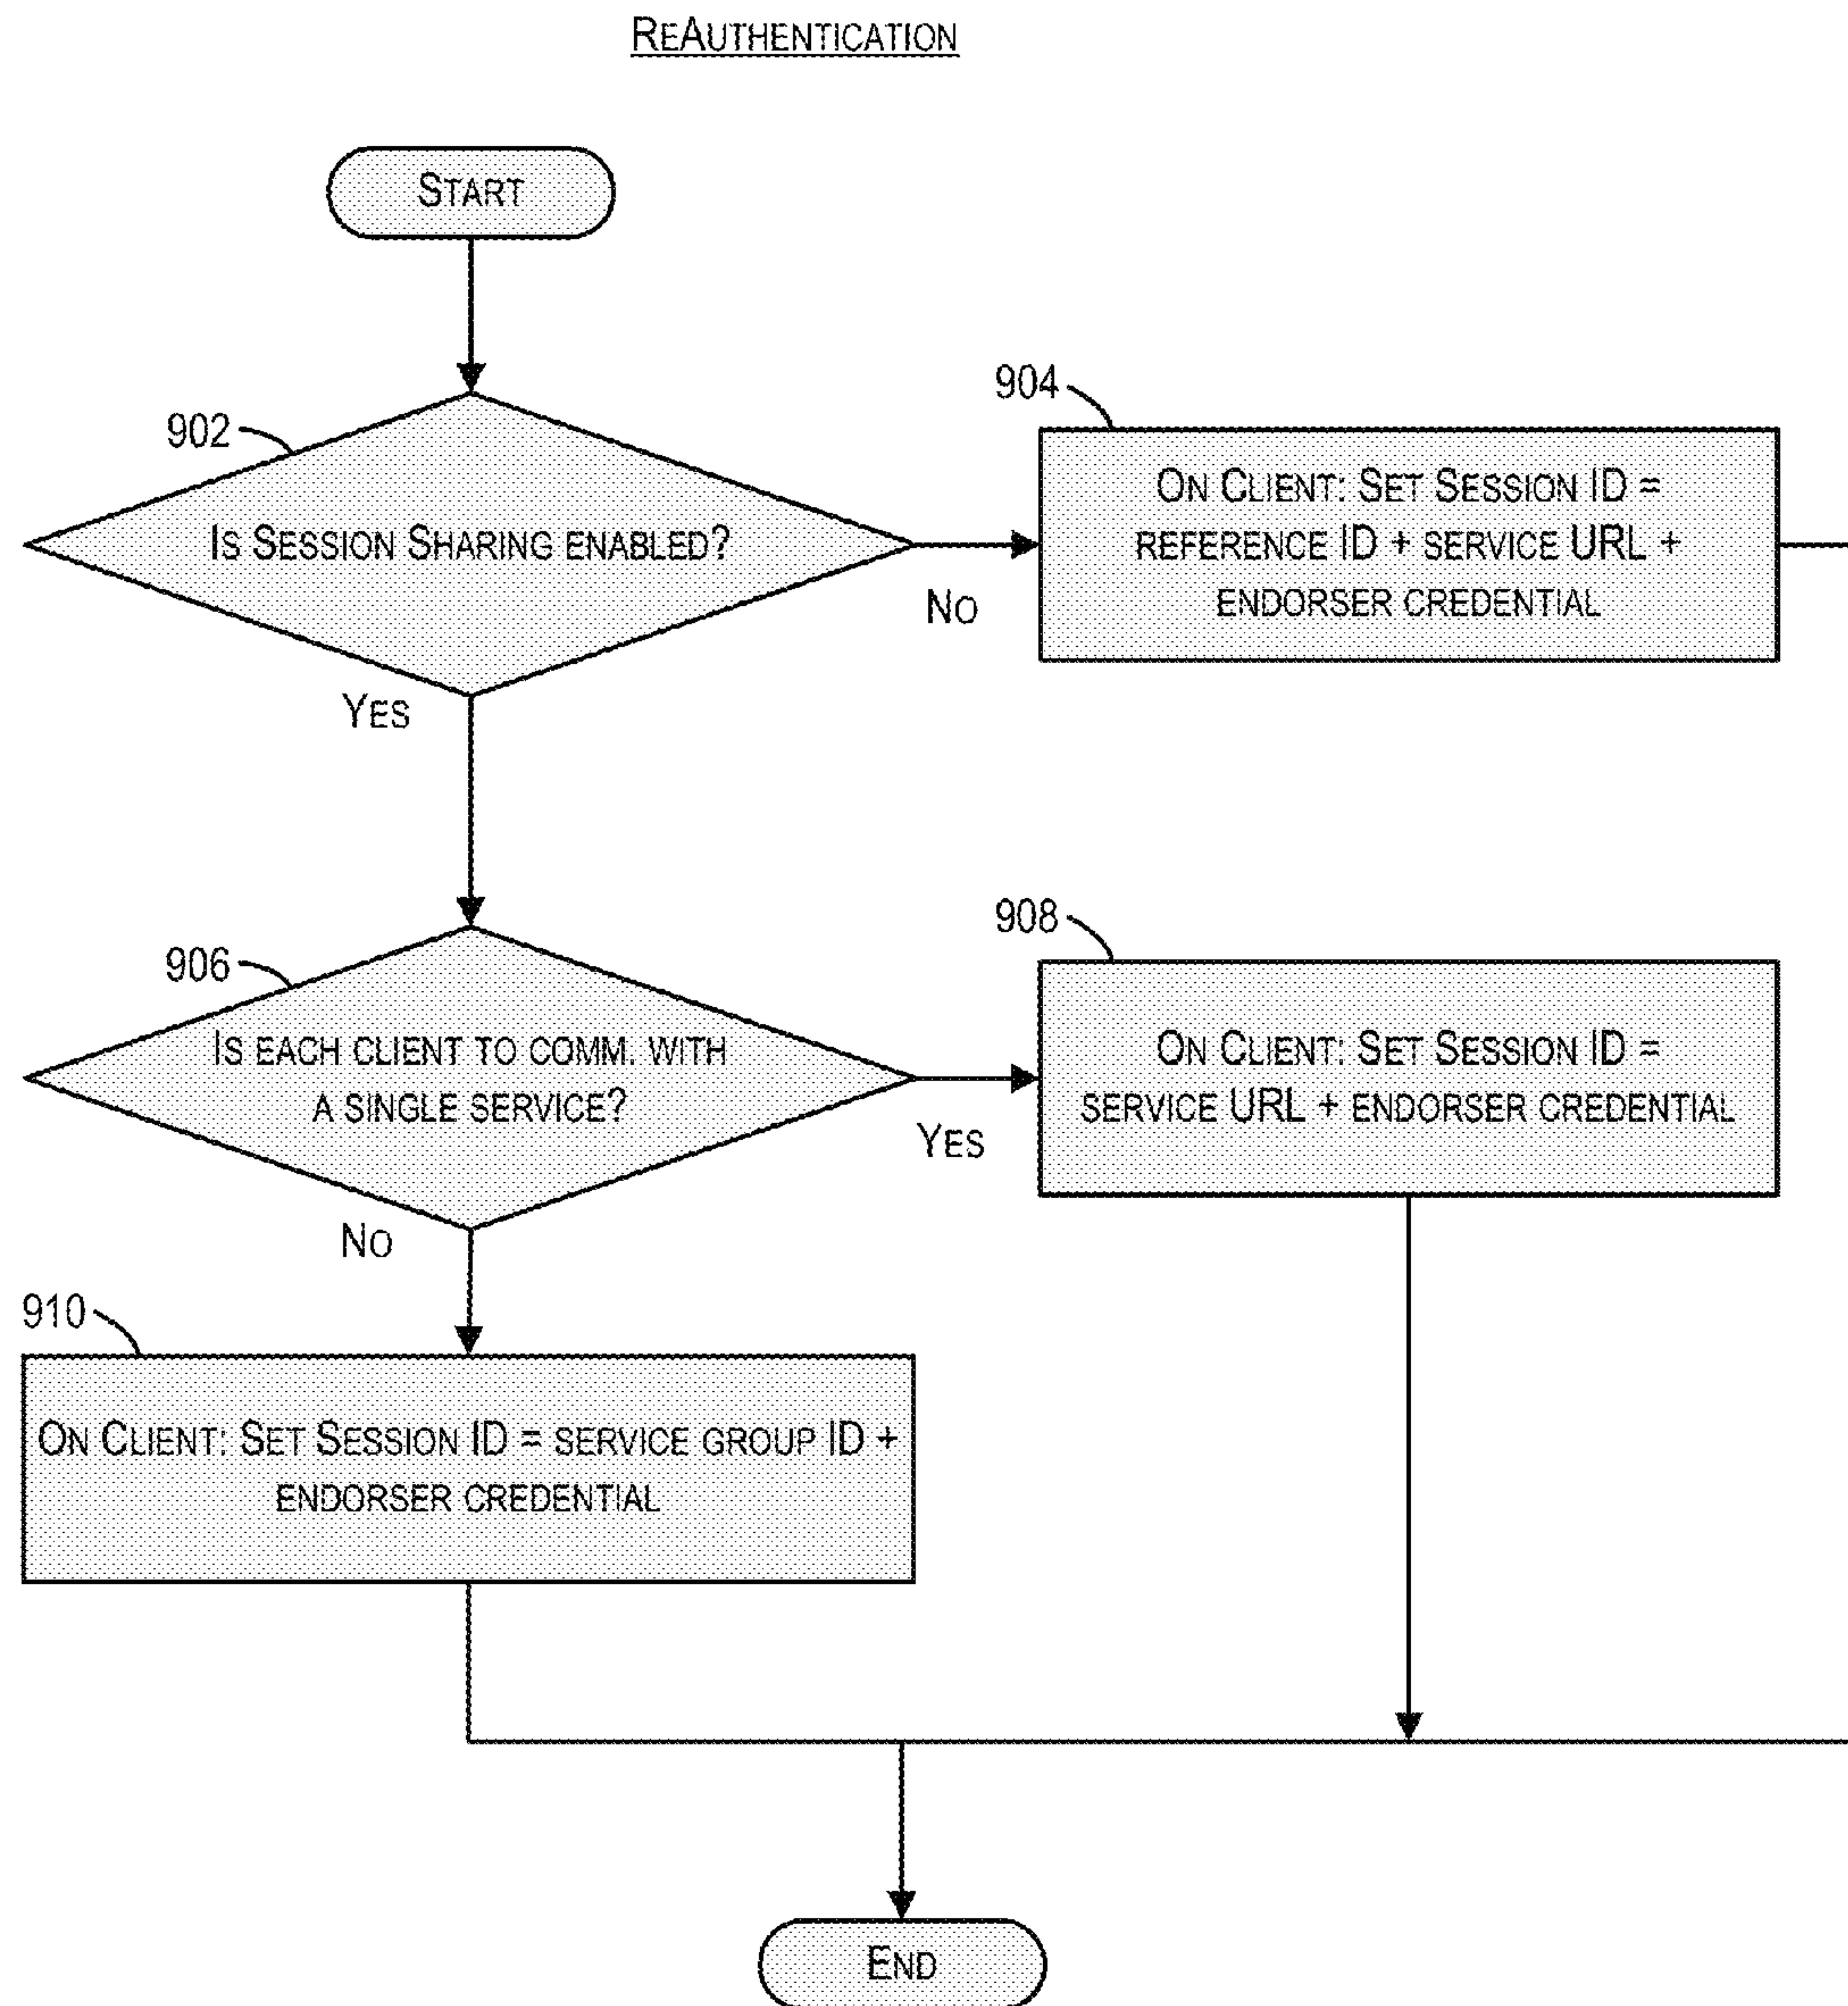 REAUTHENTICATION
START
902
IS SESSION SHARING ENABLED?
YES
NO
904
ON CLIENT: SET SESSION ID =
REFERENCE ID + SERVICE URL +
ENDORSER CREDENTIAL
906
IS EACH CLIENT TO COMM. WITH
A SINGLE SERVICE?
YES
NO
908
ON CLIENT: SET SESSION ID =
SERVICE URL + ENDORSER CREDENTIAL
910
ON CLIENT: SET SESSION ID = SERVICE GROUP ID +
ENDORSER CREDENTIAL
END